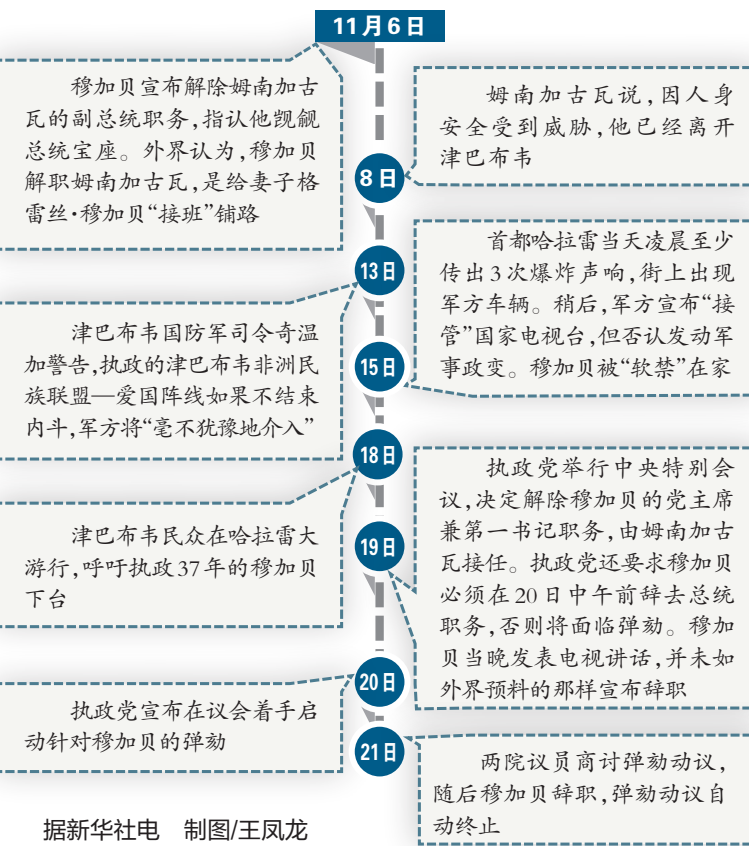 11月6日
穆加贝宣布解除姆南加古
瓦的副总统职务,指认他觊觎
总统宝座。外界认为,穆加贝
解职姆南加古瓦,是给妻子格
雷丝·穆加贝“接班”铺路
8日
姆南加古瓦说,因人身
安全受到威胁,他已经离开
津巴布韦
13日
津巴布韦国防军司令奇温
加警告,执政的津巴布韦非洲民
族联盟—爱国阵线如果不结束
内斗,军方将“毫不犹豫地介入”
15日
首都哈拉雷当天凌晨至少
传出3次爆炸声响,街上出现
军方车辆。稍后,军方宣布“接
管”国家电视台,但否认发动军
事政变。穆加贝被“软禁”在家
18日
津巴布韦民众在哈拉雷大
游行,呼吁执政37年的穆加贝
下台
19日
执政党举行中央特别会
议,决定解除穆加贝的党主席
兼第一书记职务,由姆南加古
瓦接任。执政党还要求穆加贝
必须在20日中午前辞去总统
职务,否则将面临弹劾。穆加
贝当晚发表电视讲话,并未如
外界预料的那样宣布辞职
20日
执政党宣布在议会着手启
动针对穆加贝的弹劾
21日
两院议员商讨弹劾动议,
随后穆加贝辞职,弹劾动议自
动终止
据新华社电 制图/王凤龙